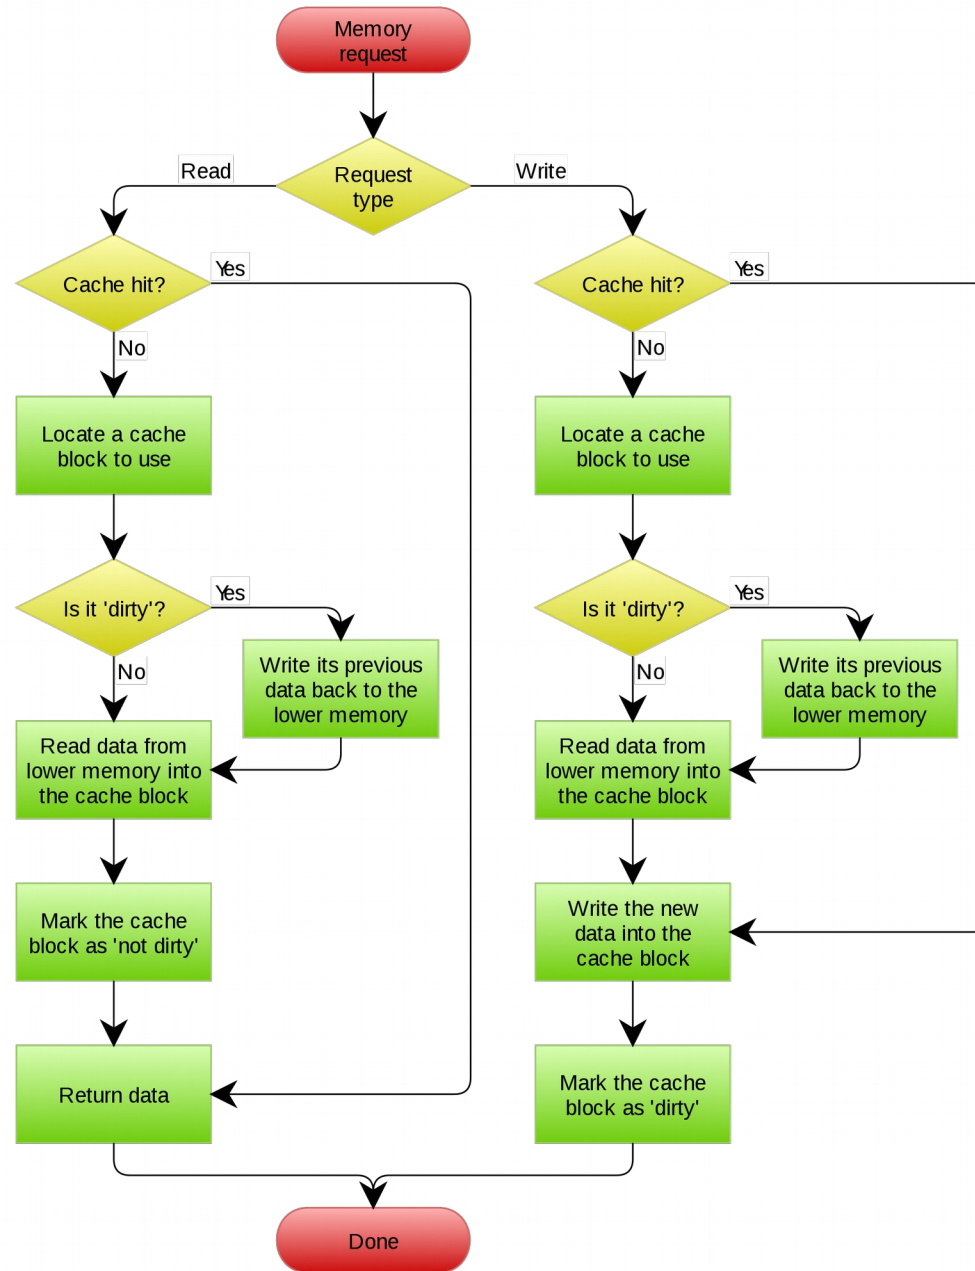 Memory
request
Request
type
Read
Write
Cache hit?
Yes
No
Cache hit?
Yes
No
Locate a cache
block to use
Locate a cache
block to use
Is it 'dirty'?
Yes
No
Is it 'dirty'?
Yes
No
Write its previous
data back to the
lower memory
Write its previous
data back to the
lower memory
Read data from
lower memory into
the cache block
Read data from
lower memory into
the cache block
Mark the cache
block as 'not dirty'
Write the new
data into the
cache block
Return data
Mark the cache
block as 'dirty'
Done